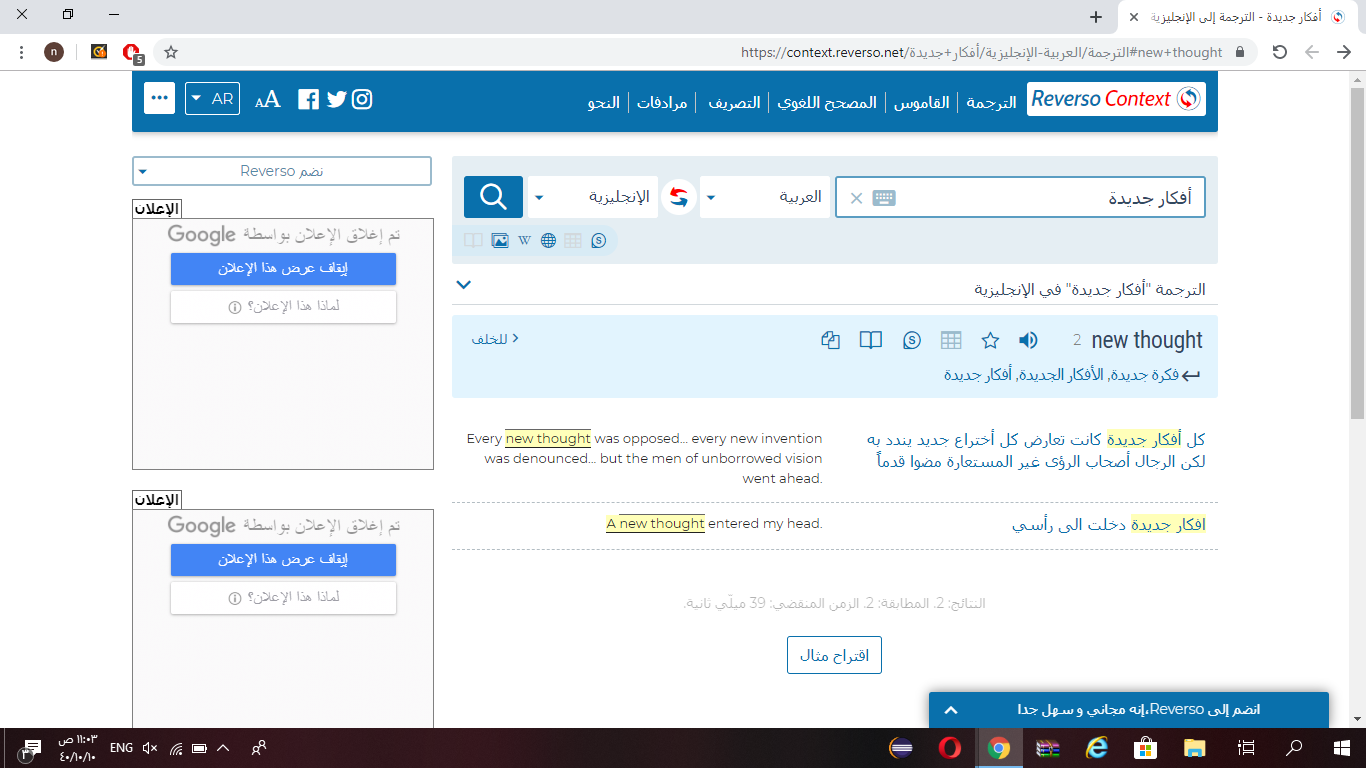 أفكار جديدة - الترجمة إلى الإنجليزية
https://context.reverso.net/الترجمة/العربية-الإنجليزية/أفكار+جديدة#new+thought
n
5
Reverso Context
الترجمة
القاموس
المصحح اللغوي
التصريف
مرادفات
النحو
AA
AR
أفكار جديدة
العربية
الإنجليزية
نضم Reverso
W
S
الإعلان
تم إغلاق الإعلان بواسطة Google
إيقاف عرض هذا الإعلان
لماذا هذا الإعلان؟
الترجمة "أفكار جديدة" في الإنجليزية
new thought 2
S
للخلف
فكرة جديدة, الأفكار الجديدة, أفكار جديدة
كل أفكار جديدة كانت تعارض كل أختراع جديد يندد به
لكن الرجال أصحاب الرؤى غير المستعارة مضوا قدماً
Every new thought was opposed... every new invention
was denounced... but the men of unborrowed vision
went ahead.
افكار جديدة دخلت الى رأسي
A new thought entered my head.
الإعلان
تم إغلاق الإعلان بواسطة Google
إيقاف عرض هذا الإعلان
لماذا هذا الإعلان؟
النتائج: 2. المطابقة: 2. الزمن المنقضي: 39 ميلّي ثانية.
اقتراح مثال
انضم إلى Reverso،إنه مجاني و سهل جدا
ENG
١١:٠٣ ص
٤٠/١٠/١٠
٣